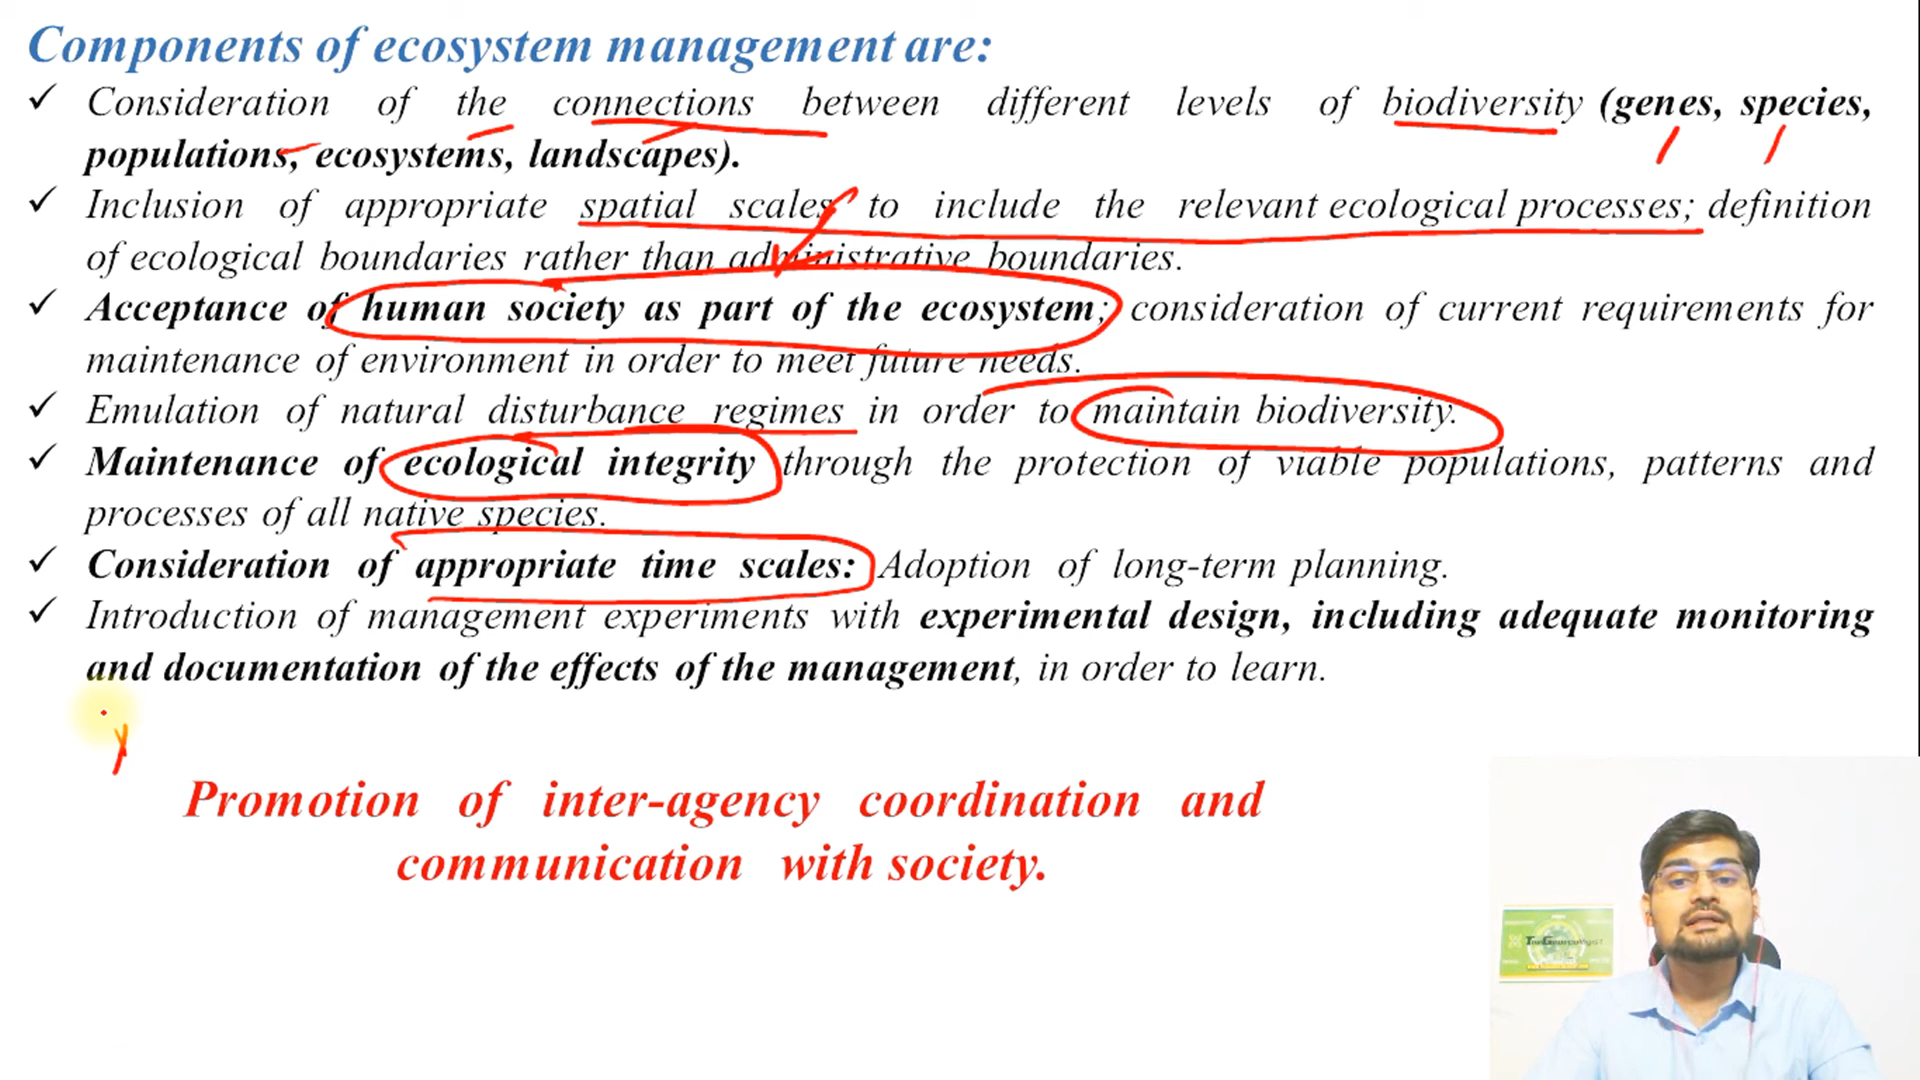 Components of ecosystem management are:
✓ Consideration of the connections between different levels of biodiversity (genes, species,
populations, ecosystems, landscapes).
✓ Inclusion of appropriate spatial scales to include the relevant ecological processes; definition
of ecological boundaries rather than administrative boundaries.
✓ Acceptance of human society as part of the ecosystem; consideration of current requirements for
maintenance of environment in order to meet future needs.
✓ Emulation of natural disturbance regimes in order to maintain biodiversity.
✓ Maintenance of ecological integrity through the protection of viable populations, patterns and
processes of all native species.
✓ Consideration of appropriate time scales: Adoption of long-term planning.
✓ Introduction of management experiments with experimental design, including adequate monitoring
and documentation of the effects of the management, in order to learn.
Promotion of inter-agency coordination and
communication with society.